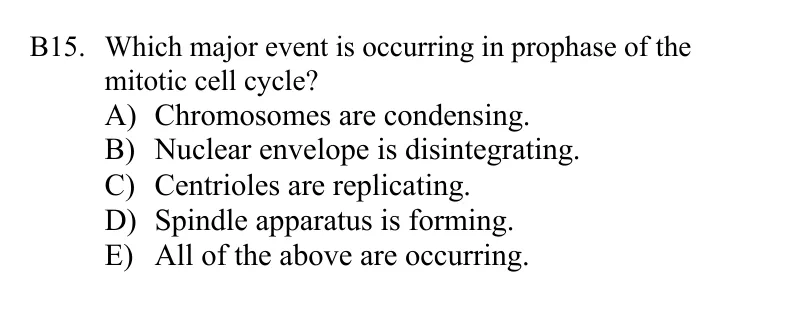 B15. Which major event is occurring in prophase of the
mitotic cell cycle?
A) Chromosomes are condensing.
B) Nuclear envelope is disintegrating.
C) Centrioles are replicating.
D) Spindle apparatus is forming.
E) All of the above are occurring.